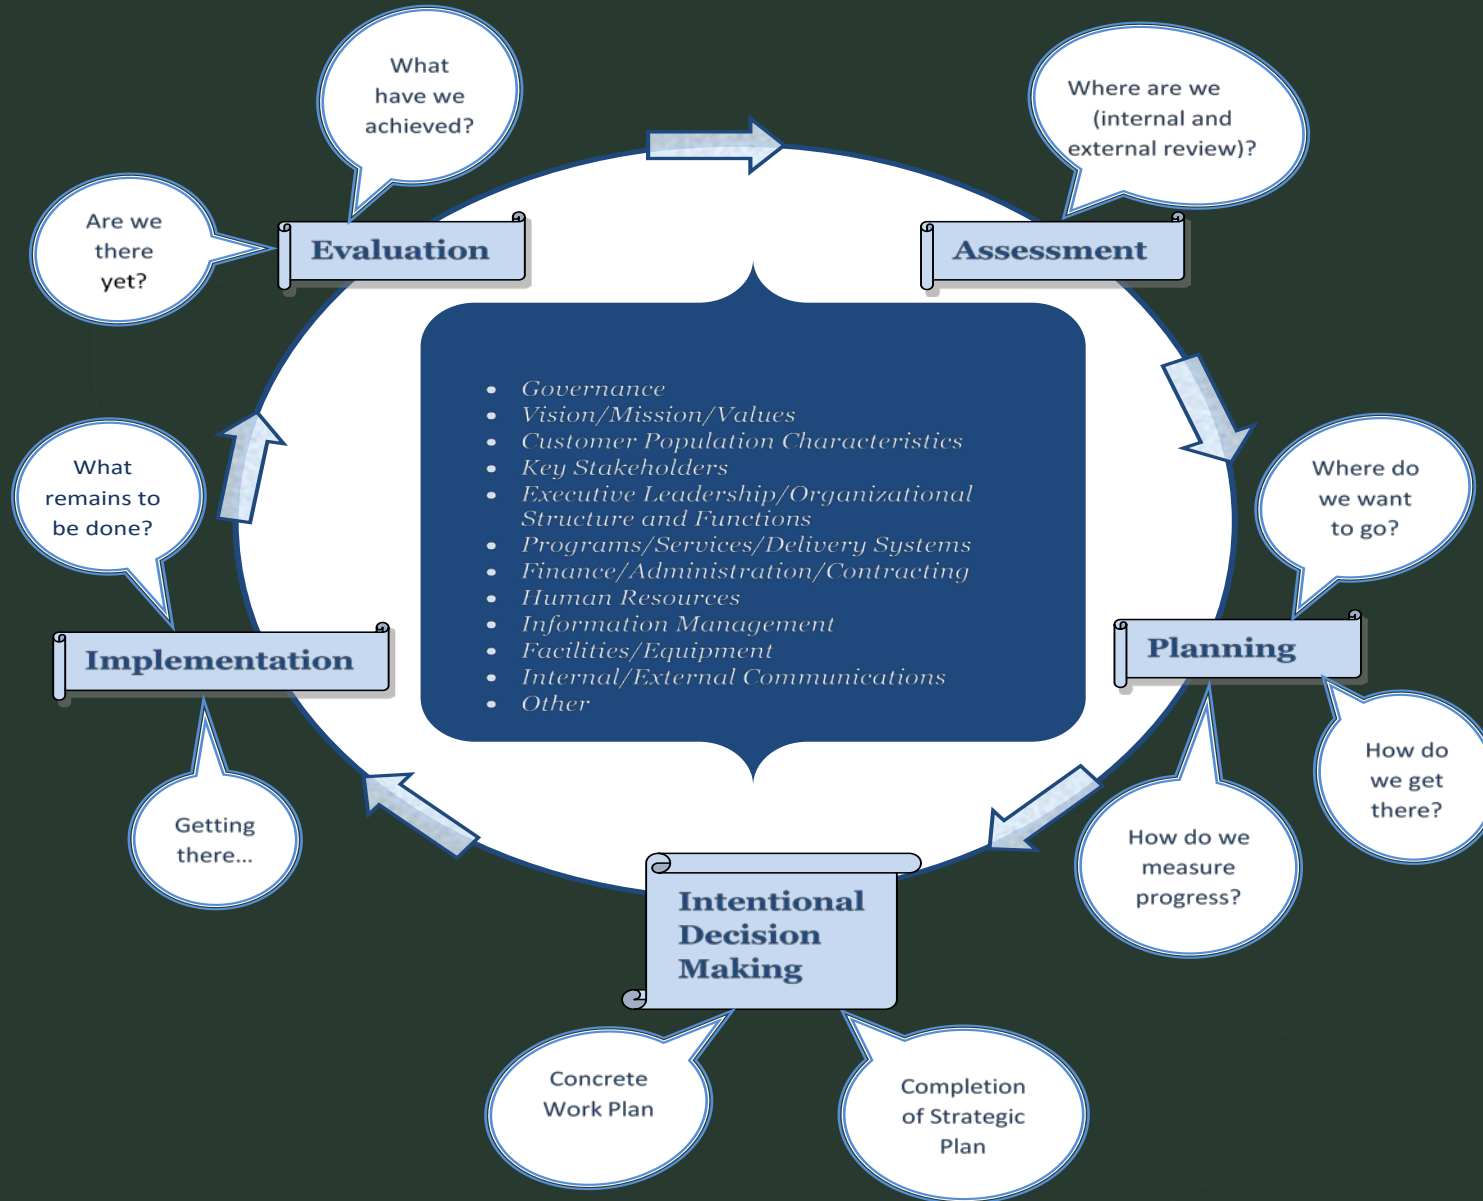 What
have we
achieved?
Where are we
(internal and
external review)?
Are we
there
yet?
Evaluation
Assessment
• Governance
• Vision/Mission/Values
• Customer Population Characteristics
• Key Stakeholders
• Executive Leadership/Organizational
Structure and Functions
• Programs/Services/Delivery Systems
• Finance/Administration/Contracting
• Human Resources
• Information Management
• Facilities/Equipment
• Internal/External Communications
• Other
What
remains to
be done?
Where do
we want
to go?
Implementation
Planning
Getting
there...
How do we
measure
progress?
How do
we get
there?
Intentional
Decision
Making
Concrete
Work Plan
Completion
of Strategic
Plan